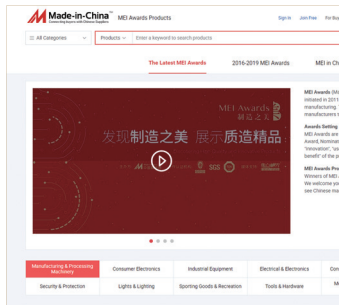 Made-in-China
Connecting Buyers with Chinese Suppliers
MEI Awards Products
Sign in
Join Free
For Buy
All Categories
Products
Enter a keyword to search products
The Latest MEI Awards
2016-2019 MEI Awards
MEI in Ch
MEI Awards
制造之美
发现制造之美 展示质造精品
SGS
MEI Awards (M
initiated in 2011
manufacturing.
manufacturers
Awards Setting
MEI Awards are
Award, Nominat
"innovation", "us
benefit" of the p
MEI Awards Pro
Winners of MEI
We welcome you
see Chinese ma
Manufacturing & Processing
Machinery
Consumer Electronics
Industrial Equipment
Electrical & Electronics
Con
Security & Protection
Lights & Lighting
Sporting Goods & Recreation
Tools & Hardware
M